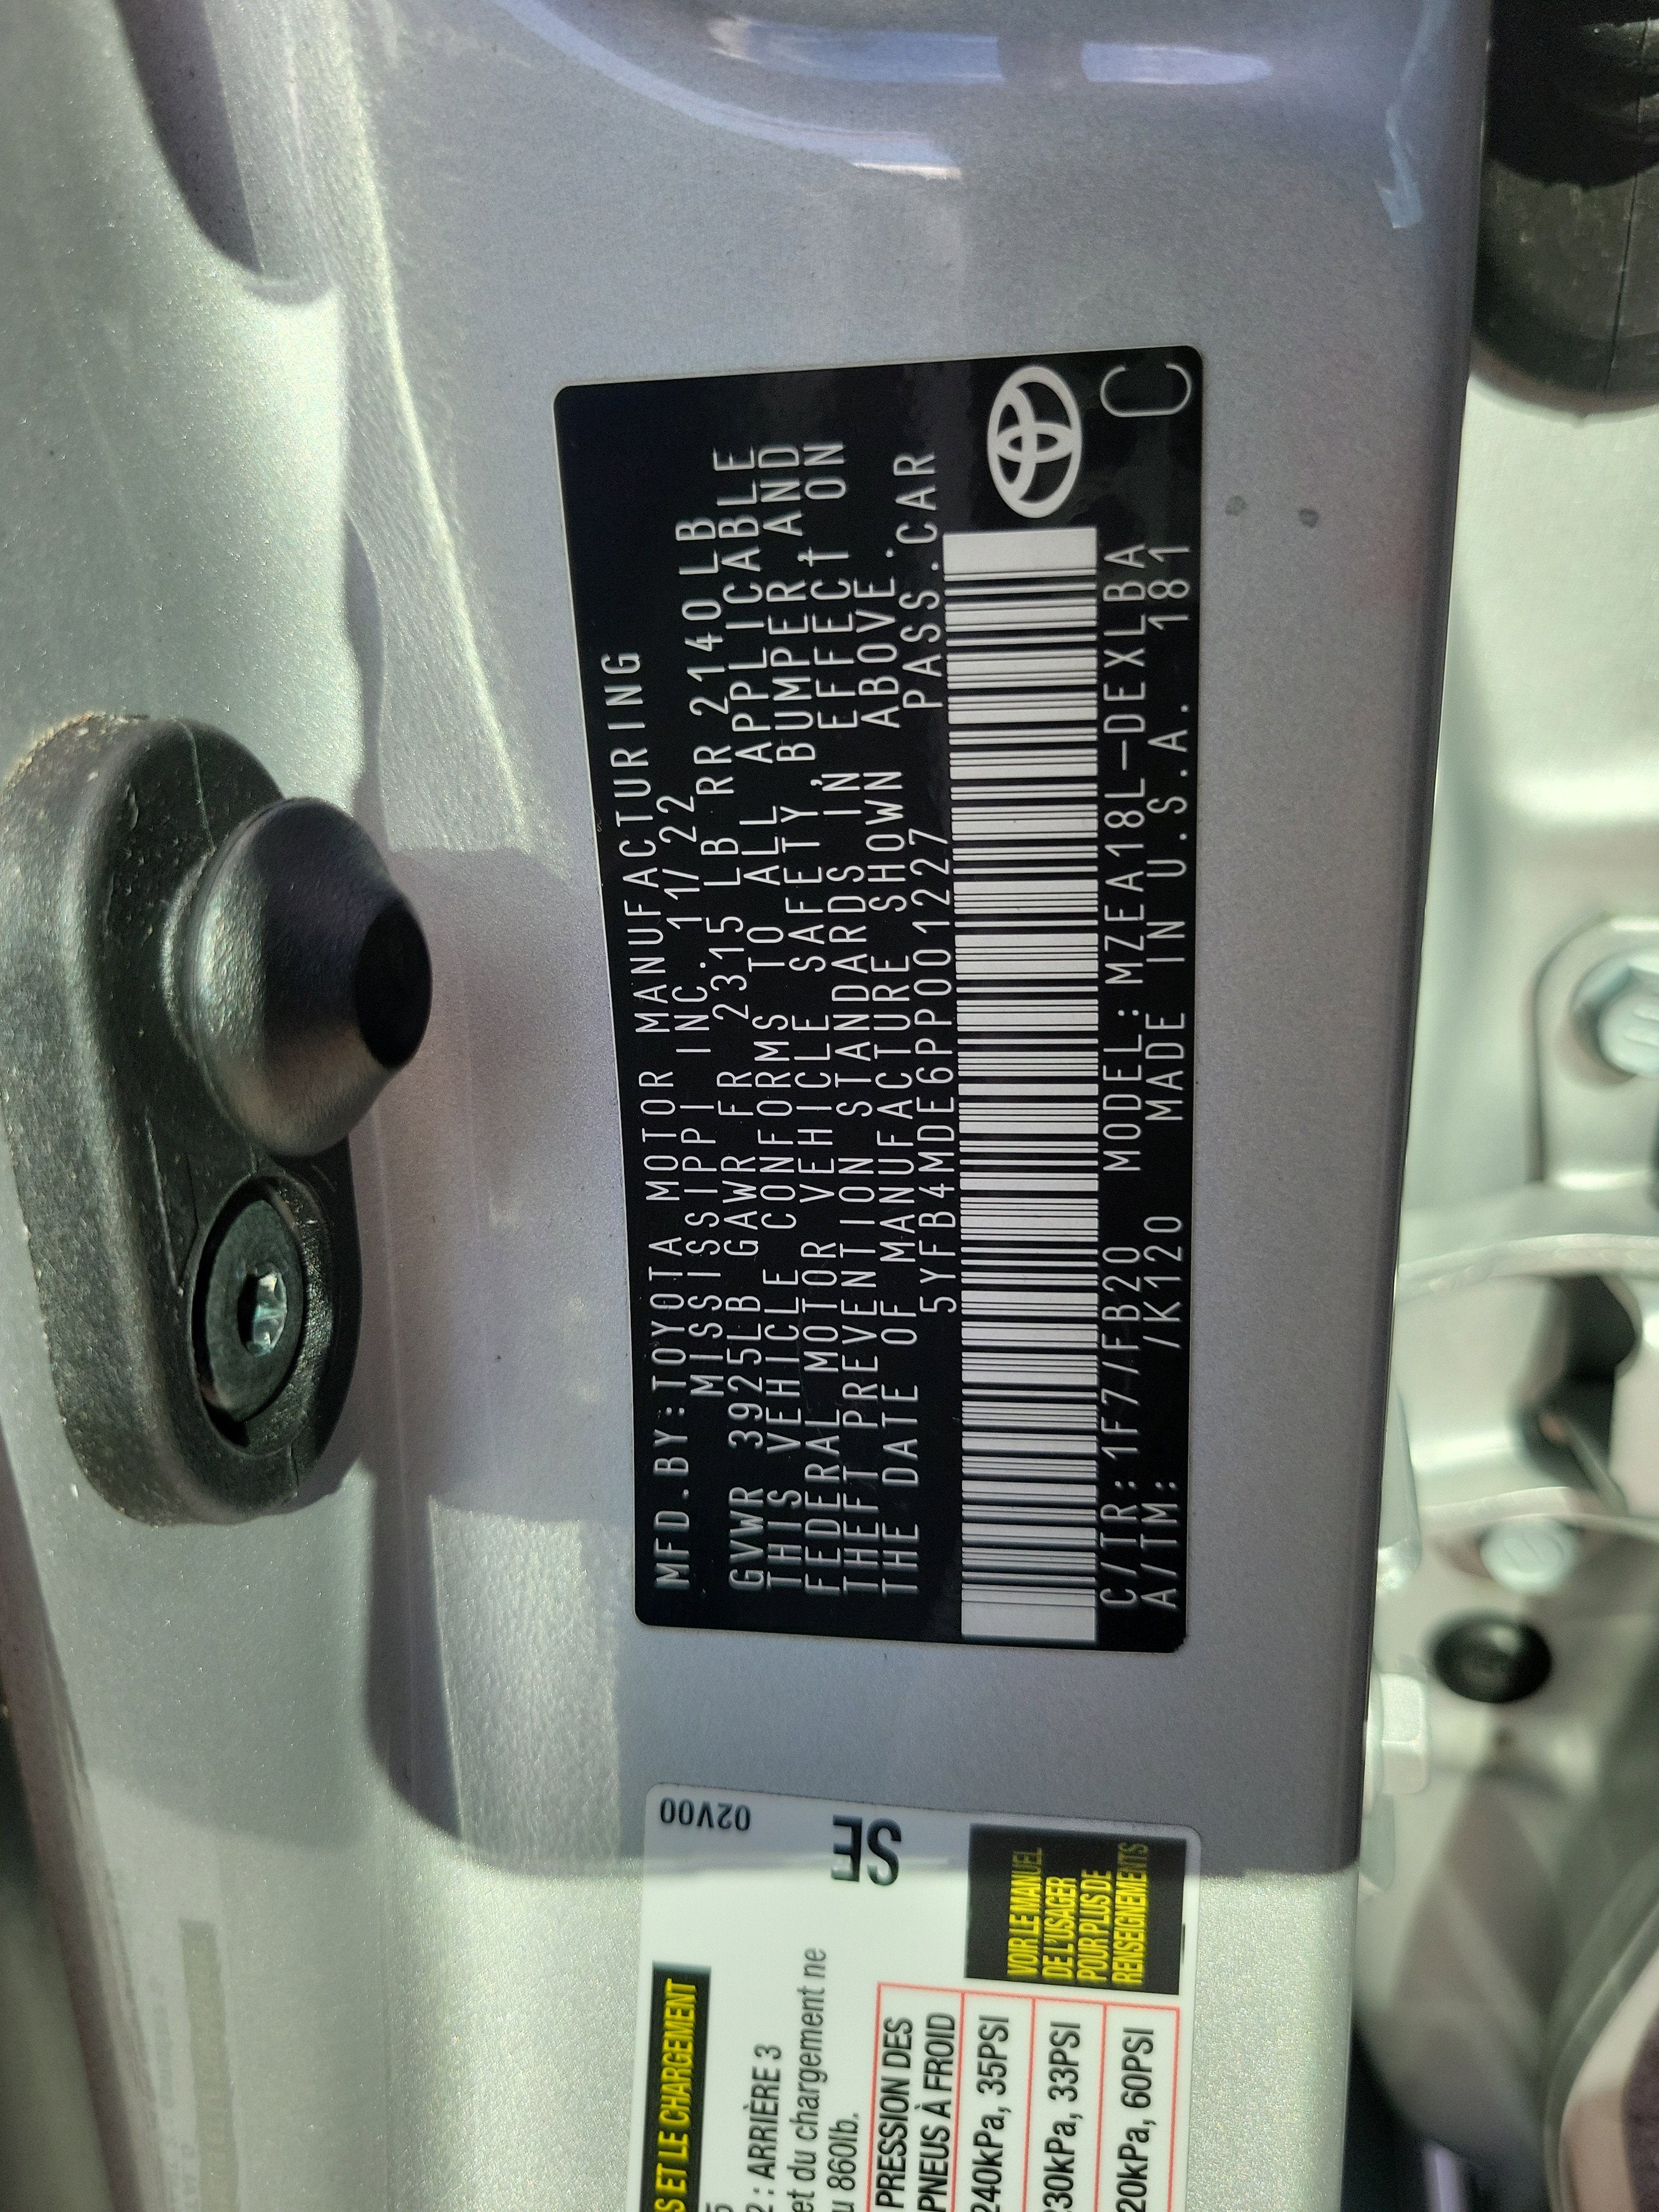 MFD.BY:TOYOTA MOTOR MANUFACTURING
MISSISSIPPI INC. 11/22
GVWR 3925LB GAWR FR 2315 LB RR 2140LB
THIS VEHICLE CONFORMS TO ALL APPLICABLE
FEDERAL MOTOR VEHICLE SAFETY, BUMPER, AND
THEFT PREVENTION STANDARDS IN EFFECT ON
THE DATE OF MANUFACTURE SHOWN ABOVE.
5YFB4MDE6PP001227 PASS.CAR
C/TR:1F7/FB20 MODEL:MZEA18L-DEXLBA
A/TM: /K120 MADE IN U.S.A. 181
C
02V00
SE
ET LE CHARGEMENT
2 : ARRIÈRE 3
et du chargement ne
860lb.
PRESSION DES
PNEUS À FROID
240kPa, 35PSI
30kPa, 33PSI
20kPa, 60PSI
VOIR LE MANUEL
DE L'USAGER
POUR PLUS DE
REISEGNEMENTS